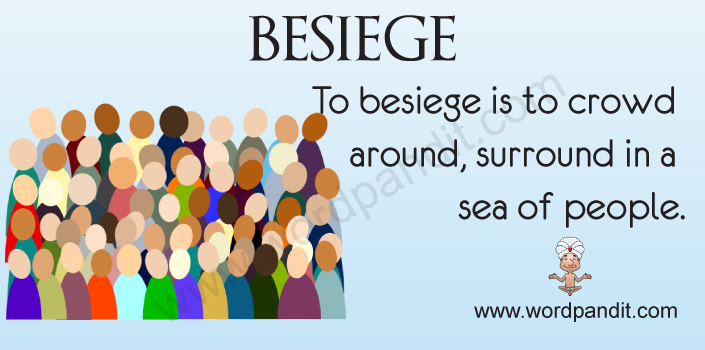 BESIEGE
To besiege is to crowd
around, surround in a
sea of people.
www.wordpandit.com
www.wordpandit.com